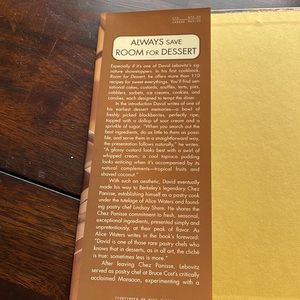 ALWAYS SAVE
ROOM FOR DESSERT
Especially if it's one of David Lebovitz's sig-
nature showstoppers. In his first cookbook,
Room for Dessert, he offers more than 110
recipes for sweet everythings. You'll find sen-
sational cakes, custards, soufflés, tarts, pies,
cobblers, sorbets, ice creams, cookies, and
candies, each designed to tempt the diner.
In the introduction David writes of one of
his earliest dessert memories—a bowl of
freshly picked blackberries, perfectly ripe,
topped with a dollop of sour cream and a
sprinkle of sugar. "When you search out the
best ingredients, do as little to them as possi-
ble, and serve them in a straightforward way,
the presentation follows naturally," he writes.
"A glossy custard looks best with a swirl of
whipped cream; a cool tapioca pudding
looks enticing when it's accompanied by its
natural complements—tropical fruits and
shaved coconut."
With such an aesthetic, David eventually
made his way to Berkeley's legendary Chez
Panisse, establishing himself as a pastry cook
under the tutelage of Alice Waters and found-
ing pastry chef Lindsey Shere. He shares the
Chez Panisse commitment to fresh, seasonal,
exceptional ingredients, presented simply and
unpretentiously, at their peak of flavor. As
Alice Waters writes in the book's foreword:
"David is one of those rare pastry chefs who
knows that in desserts, as in all art, the cliché
is true: sometimes less is more."
After leaving Chez Panisse, Lebovitz
served as pastry chef at Bruce Cost's critically
acclaimed Monsoon, experimenting with a